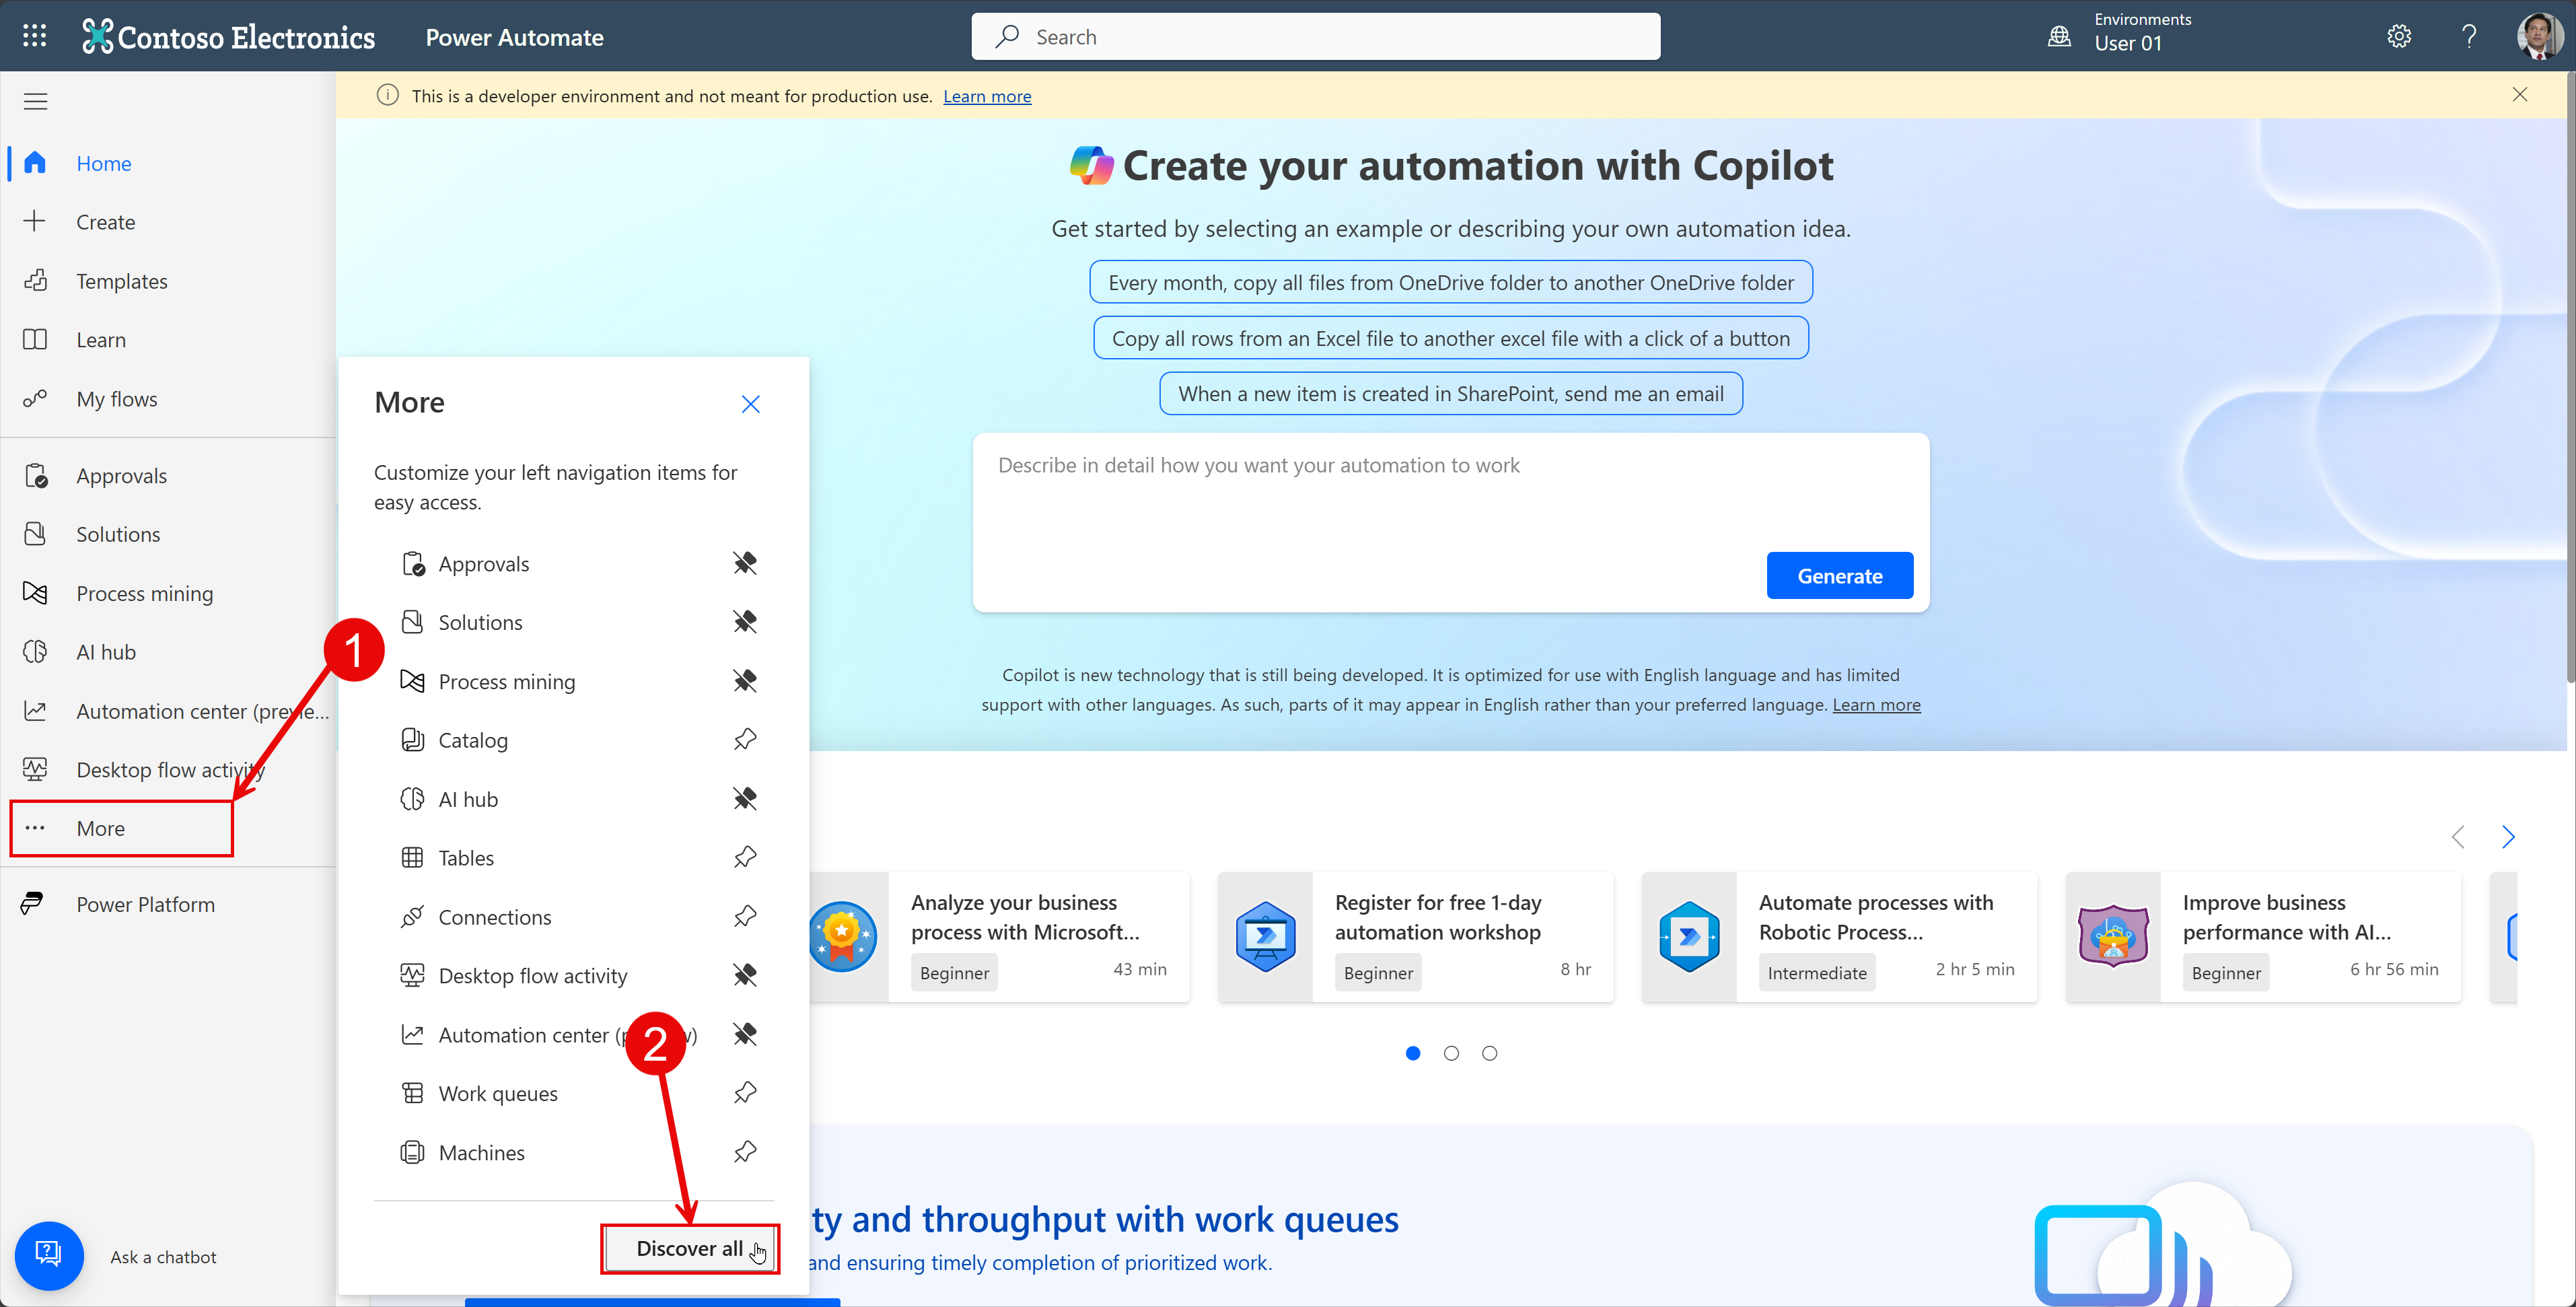 Contoso Electronics
Power Automate
Search
Environments
User 01
This is a developer environment and not meant for production use. Learn more
Home
Create
Templates
Learn
My flows
Approvals
Solutions
Process mining
AI hub
Automation center (previe...
Desktop flow activity
More
Power Platform
Ask a chatbot
1
More
Customize your left navigation items for
easy access.
Approvals
Solutions
Process mining
Catalog
AI hub
Tables
Connections
Desktop flow activity
Automation center (p w)
2
Work queues
Machines
Discover all
Create your automation with Copilot
Get started by selecting an example or describing your own automation idea.
Every month, copy all files from OneDrive folder to another OneDrive folder
Copy all rows from an Excel file to another excel file with a click of a button
When a new item is created in SharePoint, send me an email
Describe in detail how you want your automation to work
Generate
Copilot is new technology that is still being developed. It is optimized for use with English language and has limited
support with other languages. As such, parts of it may appear in English rather than your preferred language. Learn more
Analyze your business
process with Microsoft...
Beginner
43 min
Register for free 1-day
automation workshop
Beginner
8 hr
Automate processes with
Robotic Process...
Intermediate
2 hr 5 min
Improve business
performance with AI...
Beginner
6 hr 56 min
ty and throughput with work queues
and ensuring timely completion of prioritized work.